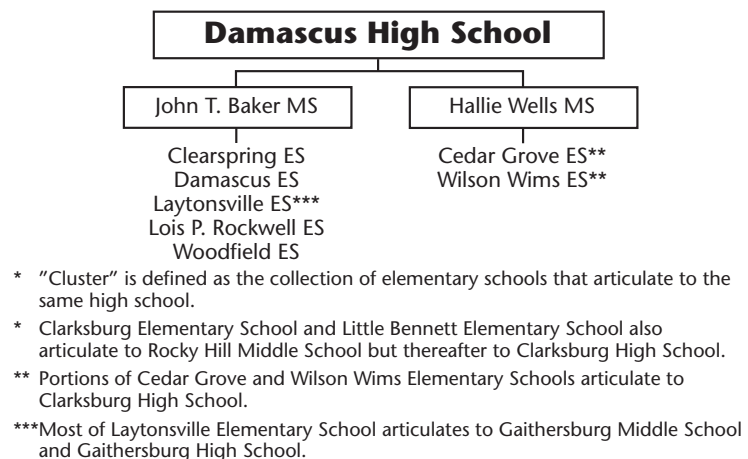 Damascus High School
John T. Baker MS
Hallie Wells MS
Clearspring ES
Damascus ES
Laytonsville ES***
Lois P. Rockwell ES
Woodfield ES
Cedar Grove ES**
Wilson Wims ES**
* ”Cluster” is defined as the collection of elementary schools that articulate to the
same high school.
* Clarksburg Elementary School and Little Bennett Elementary School also
articulate to Rocky Hill Middle School but thereafter to Clarksburg High School.
** Portions of Cedar Grove and Wilson Wims Elementary Schools articulate to
Clarksburg High School.
***Most of Laytonsville Elementary School articulates to Gaithersburg Middle School
and Gaithersburg High School.